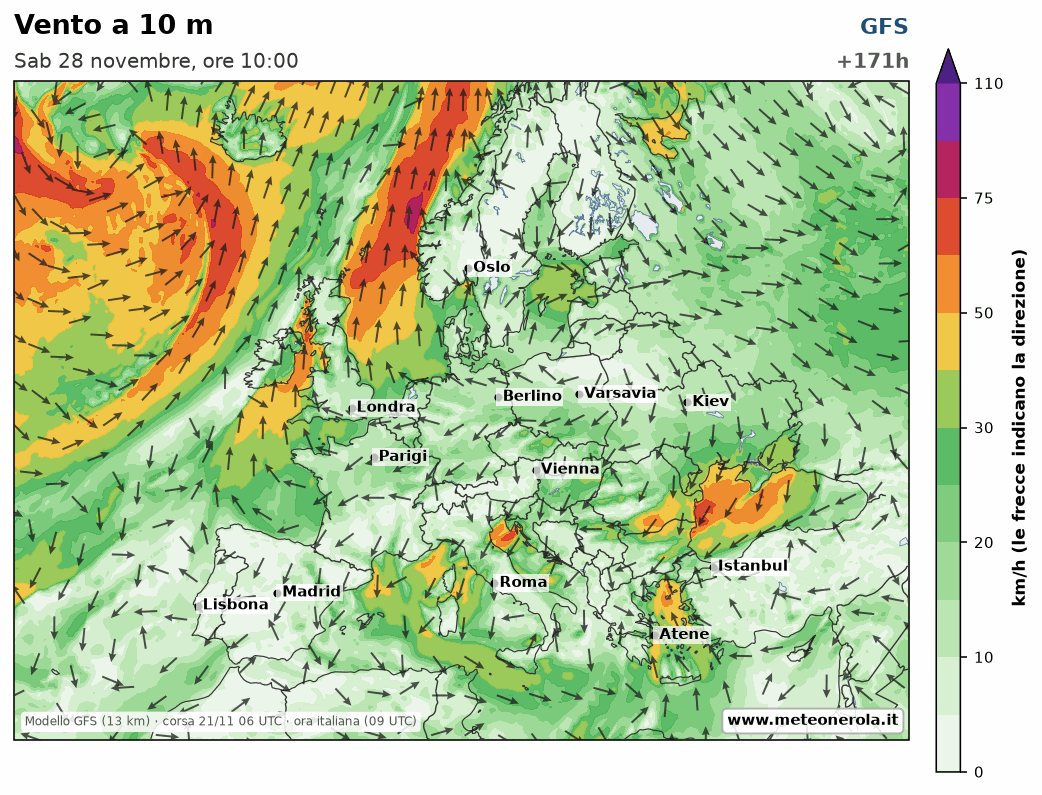 Vento a 10 m
GFS
Sab 28 novembre, ore 10:00
+171h
Oslo
Londra
Berlino
Varsavia
Kiev
Parigi
Vienna
Roma
Istanbul
Madrid
Lisbona
Atene
Modello GFS (13 km) · corsa 21/11 06 UTC · ora italiana (09 UTC)
www.meteonerola.it
110
75
50
30
20
10
0
km/h (le frecce indicano la direzione)